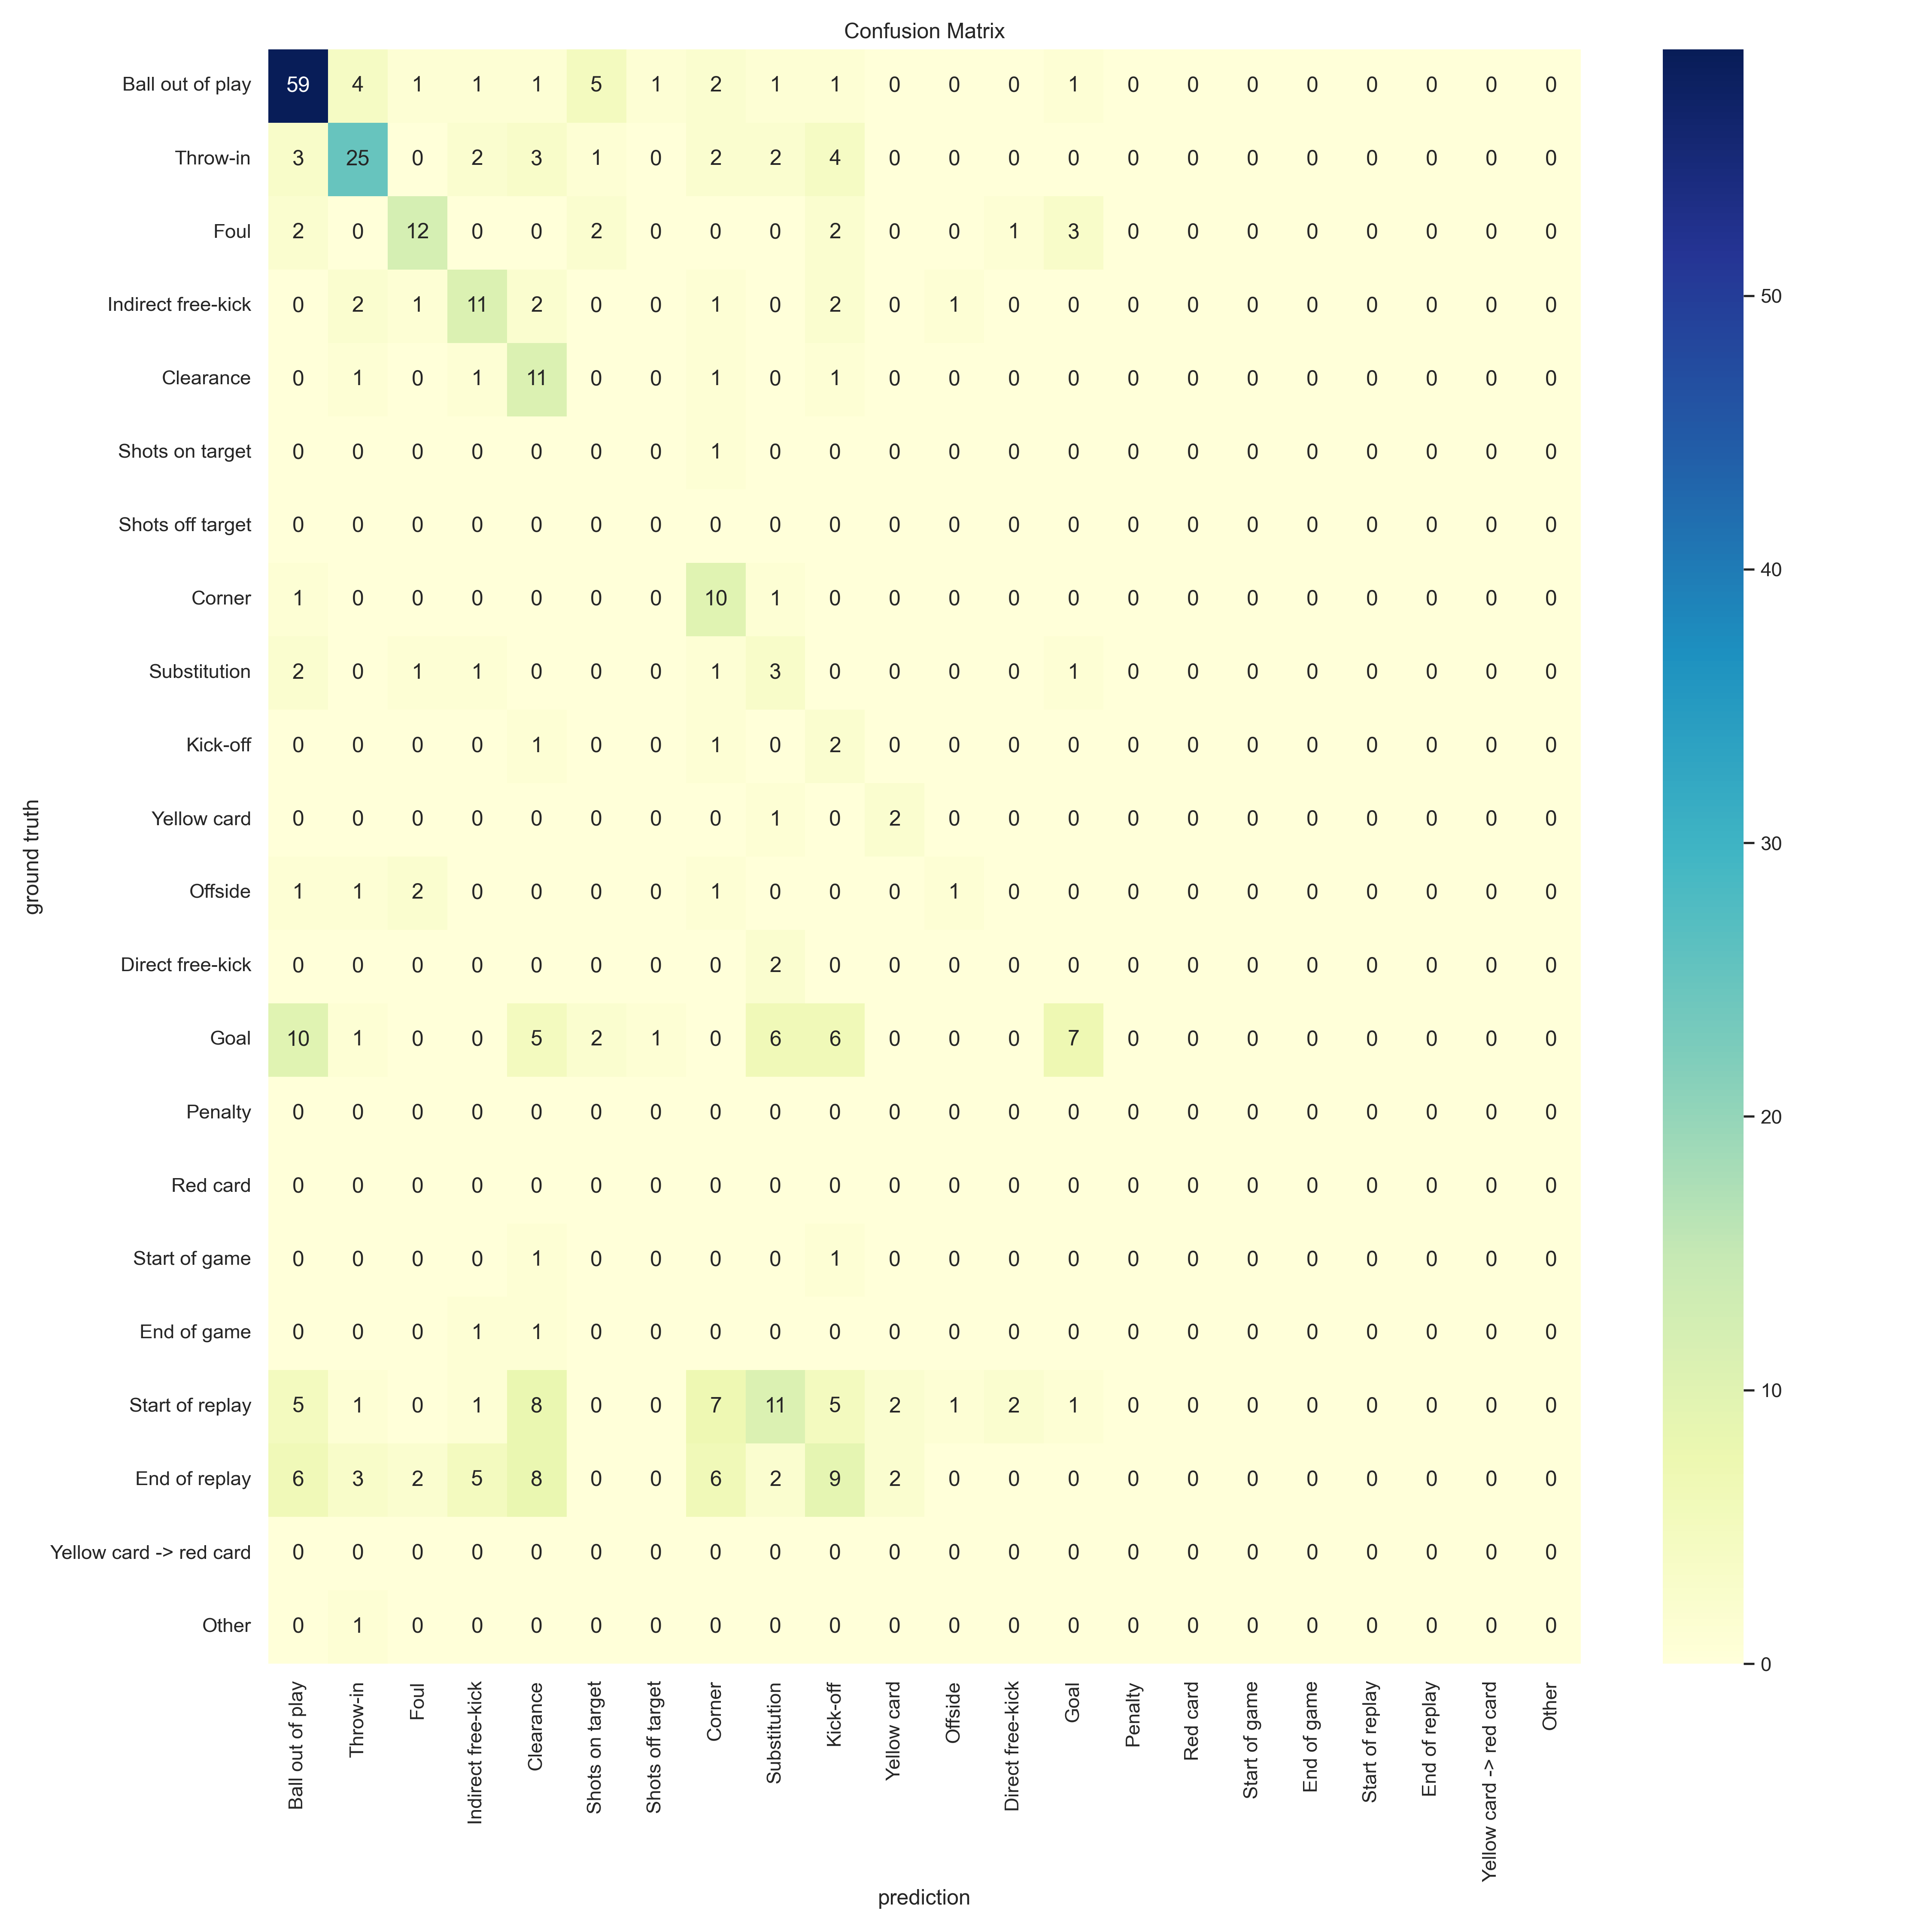 Confusion Matrix
Ball out of play 59 4 1 1 1 5 1 2 1 1 0 0 0 1 0 0 0 0 0 0 0 0
Throw-in 3 25 0 2 3 1 0 2 2 4 0 0 0 0 0 0 0 0 0 0 0 0
Foul 2 0 12 0 0 2 0 0 0 2 0 0 1 3 0 0 0 0 0 0 0 0
Indirect free-kick 0 2 1 11 2 0 0 1 0 2 0 1 0 0 0 0 0 0 0 0 0 0
50
Clearance 0 1 0 1 11 0 0 1 0 1 0 0 0 0 0 0 0 0 0 0 0 0
Shots on target 0 0 0 0 0 0 0 1 0 0 0 0 0 0 0 0 0 0 0 0 0 0
Shots off target 0 0 0 0 0 0 0 0 0 0 0 0 0 0 0 0 0 0 0 0 0 0
40
Corner 1 0 0 0 0 0 0 10 1 0 0 0 0 0 0 0 0 0 0 0 0 0
Substitution 2 0 1 1 0 0 0 1 3 0 0 0 0 1 0 0 0 0 0 0 0 0
Kick-off 0 0 0 0 1 0 0 1 0 2 0 0 0 0 0 0 0 0 0 0 0 0
Yellow card 0 0 0 0 0 0 0 0 1 0 2 0 0 0 0 0 0 0 0 0 0 0
30
ground truth
Offside 1 1 2 0 0 0 0 1 0 0 0 1 0 0 0 0 0 0 0 0 0 0
Direct free-kick 0 0 0 0 0 0 0 0 2 0 0 0 0 0 0 0 0 0 0 0 0 0
Goal 10 1 0 0 5 2 1 0 6 6 0 0 0 7 0 0 0 0 0 0 0 0
Penalty 0 0 0 0 0 0 0 0 0 0 0 0 0 0 0 0 0 0 0 0 0 0
20
Red card 0 0 0 0 0 0 0 0 0 0 0 0 0 0 0 0 0 0 0 0 0 0
Start of game 0 0 0 0 1 0 0 0 0 1 0 0 0 0 0 0 0 0 0 0 0 0
End of game 0 0 0 1 1 0 0 0 0 0 0 0 0 0 0 0 0 0 0 0 0 0
10
Start of replay 5 1 0 1 8 0 0 7 11 5 2 1 2 1 0 0 0 0 0 0 0 0
End of replay 6 3 2 5 8 0 0 6 2 9 2 0 0 0 0 0 0 0 0 0 0 0
Yellow card -> red card 0 0 0 0 0 0 0 0 0 0 0 0 0 0 0 0 0 0 0 0 0 0
Other 0 1 0 0 0 0 0 0 0 0 0 0 0 0 0 0 0 0 0 0 0 0
0
Ball out of play
Throw-in
Foul
Indirect free-kick
Clearance
Shots on target
Shots off target
Corner
Substitution
Kick-off
Yellow card
Offside
Direct free-kick
Goal
Penalty
Red card
Start of game
End of game
Start of replay
End of replay
Yellow card -> red card
Other
prediction